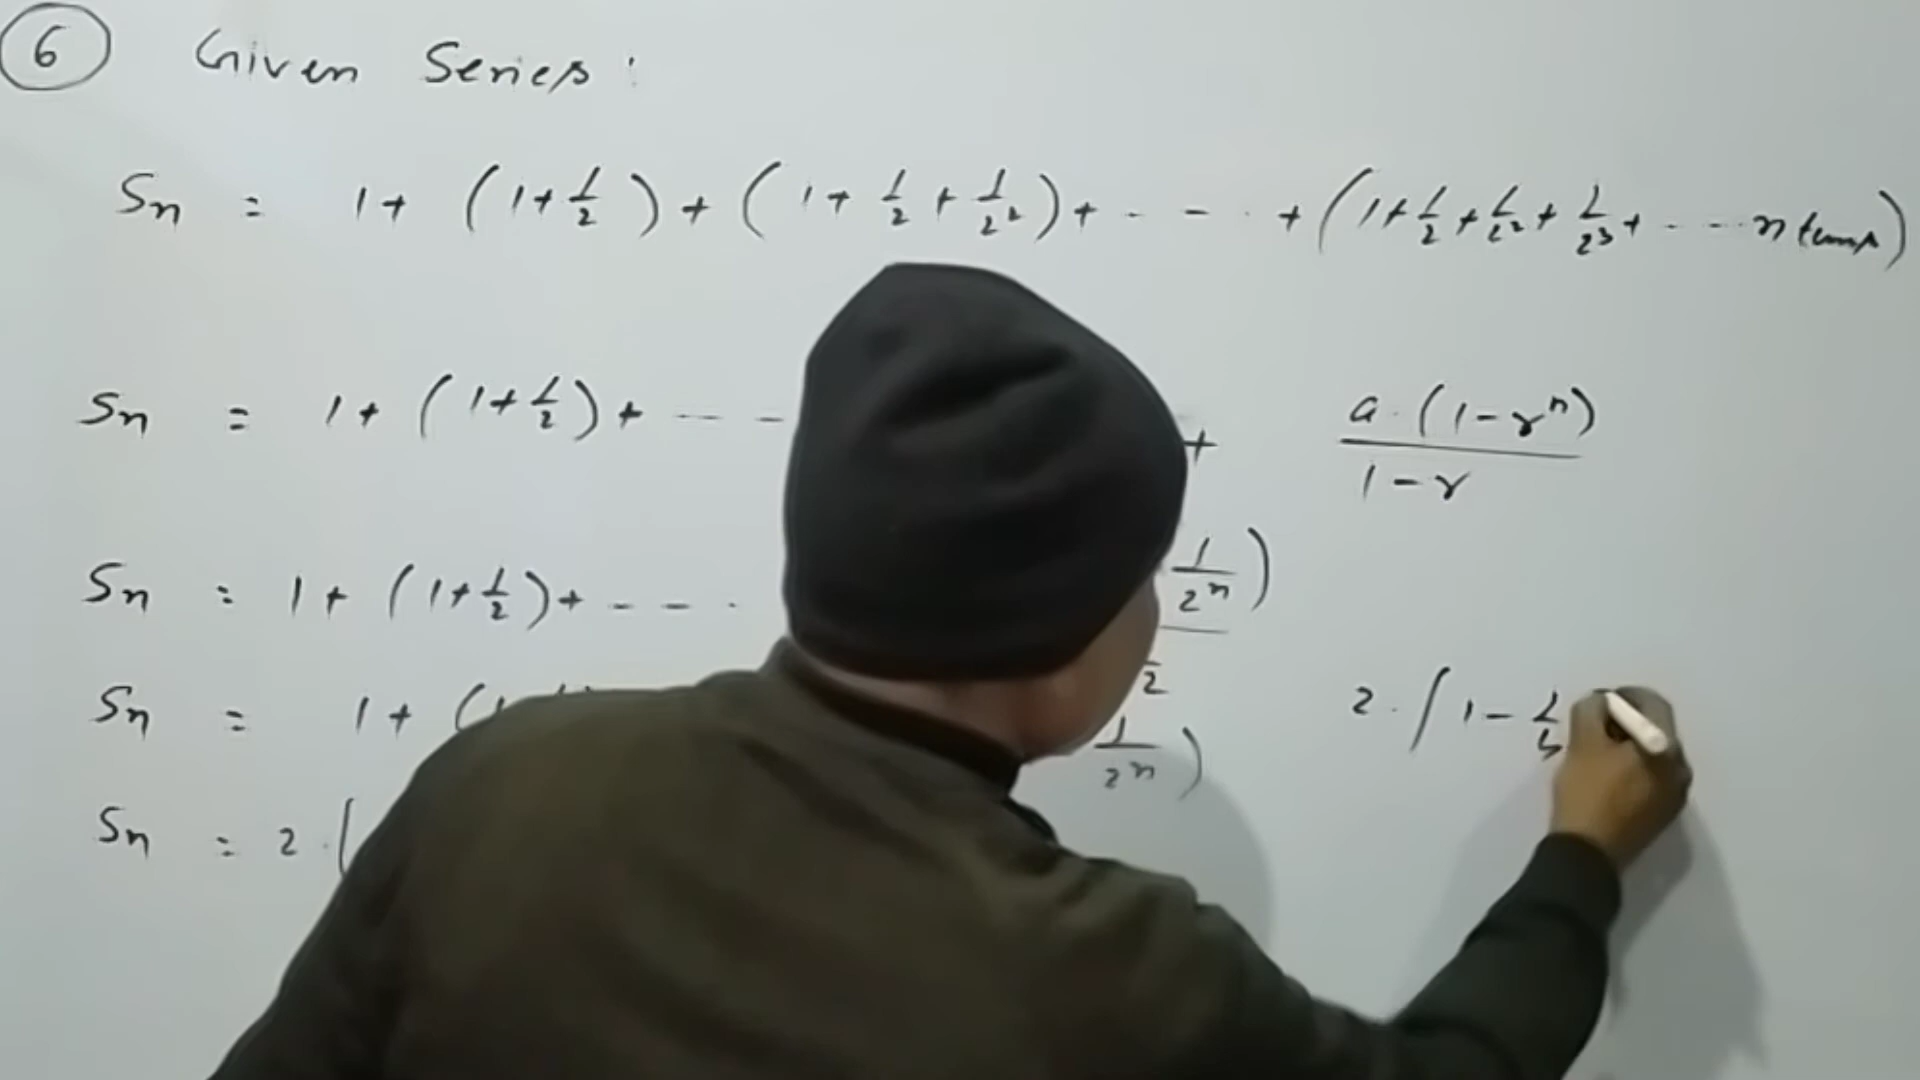 6 Given Series:
Sn = 1 + (1 + 1/2) + (1 + 1/2 + 1/2²) + - - - + (1 + 1/2 + 1/2² + 1/2³ + - - - n terms)
Sn = 1 + (1 + 1/2) + - - - + a·(1 - rⁿ) / 1 - r
Sn = 1 + (1 + 1/2) + - - - 1/2ⁿ) / 2
Sn = 1 + (1 1/2ⁿ) 2·(1 - 1/
Sn = 2·(